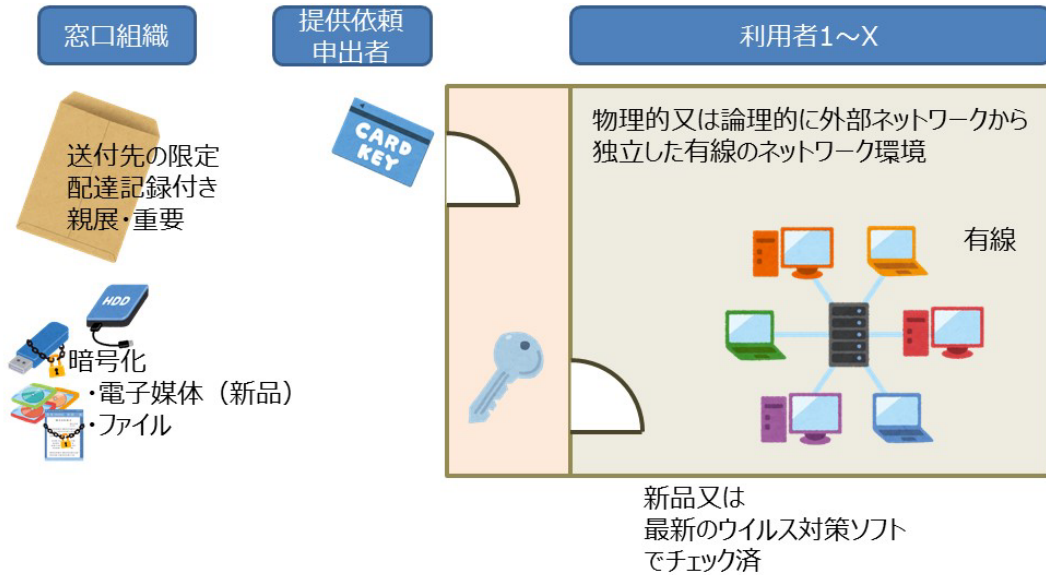 窓口組織
提供依頼
申出者
利用者1～X
送付先の限定
配達記録付き
親展・重要
CARD
KEY
物理的又は論理的に外部ネットワークから
独立した有線のネットワーク環境
有線
HDD
暗号化
・電子媒体（新品）
・ファイル
新品又は
最新のウイルス対策ソフト
でチェック済